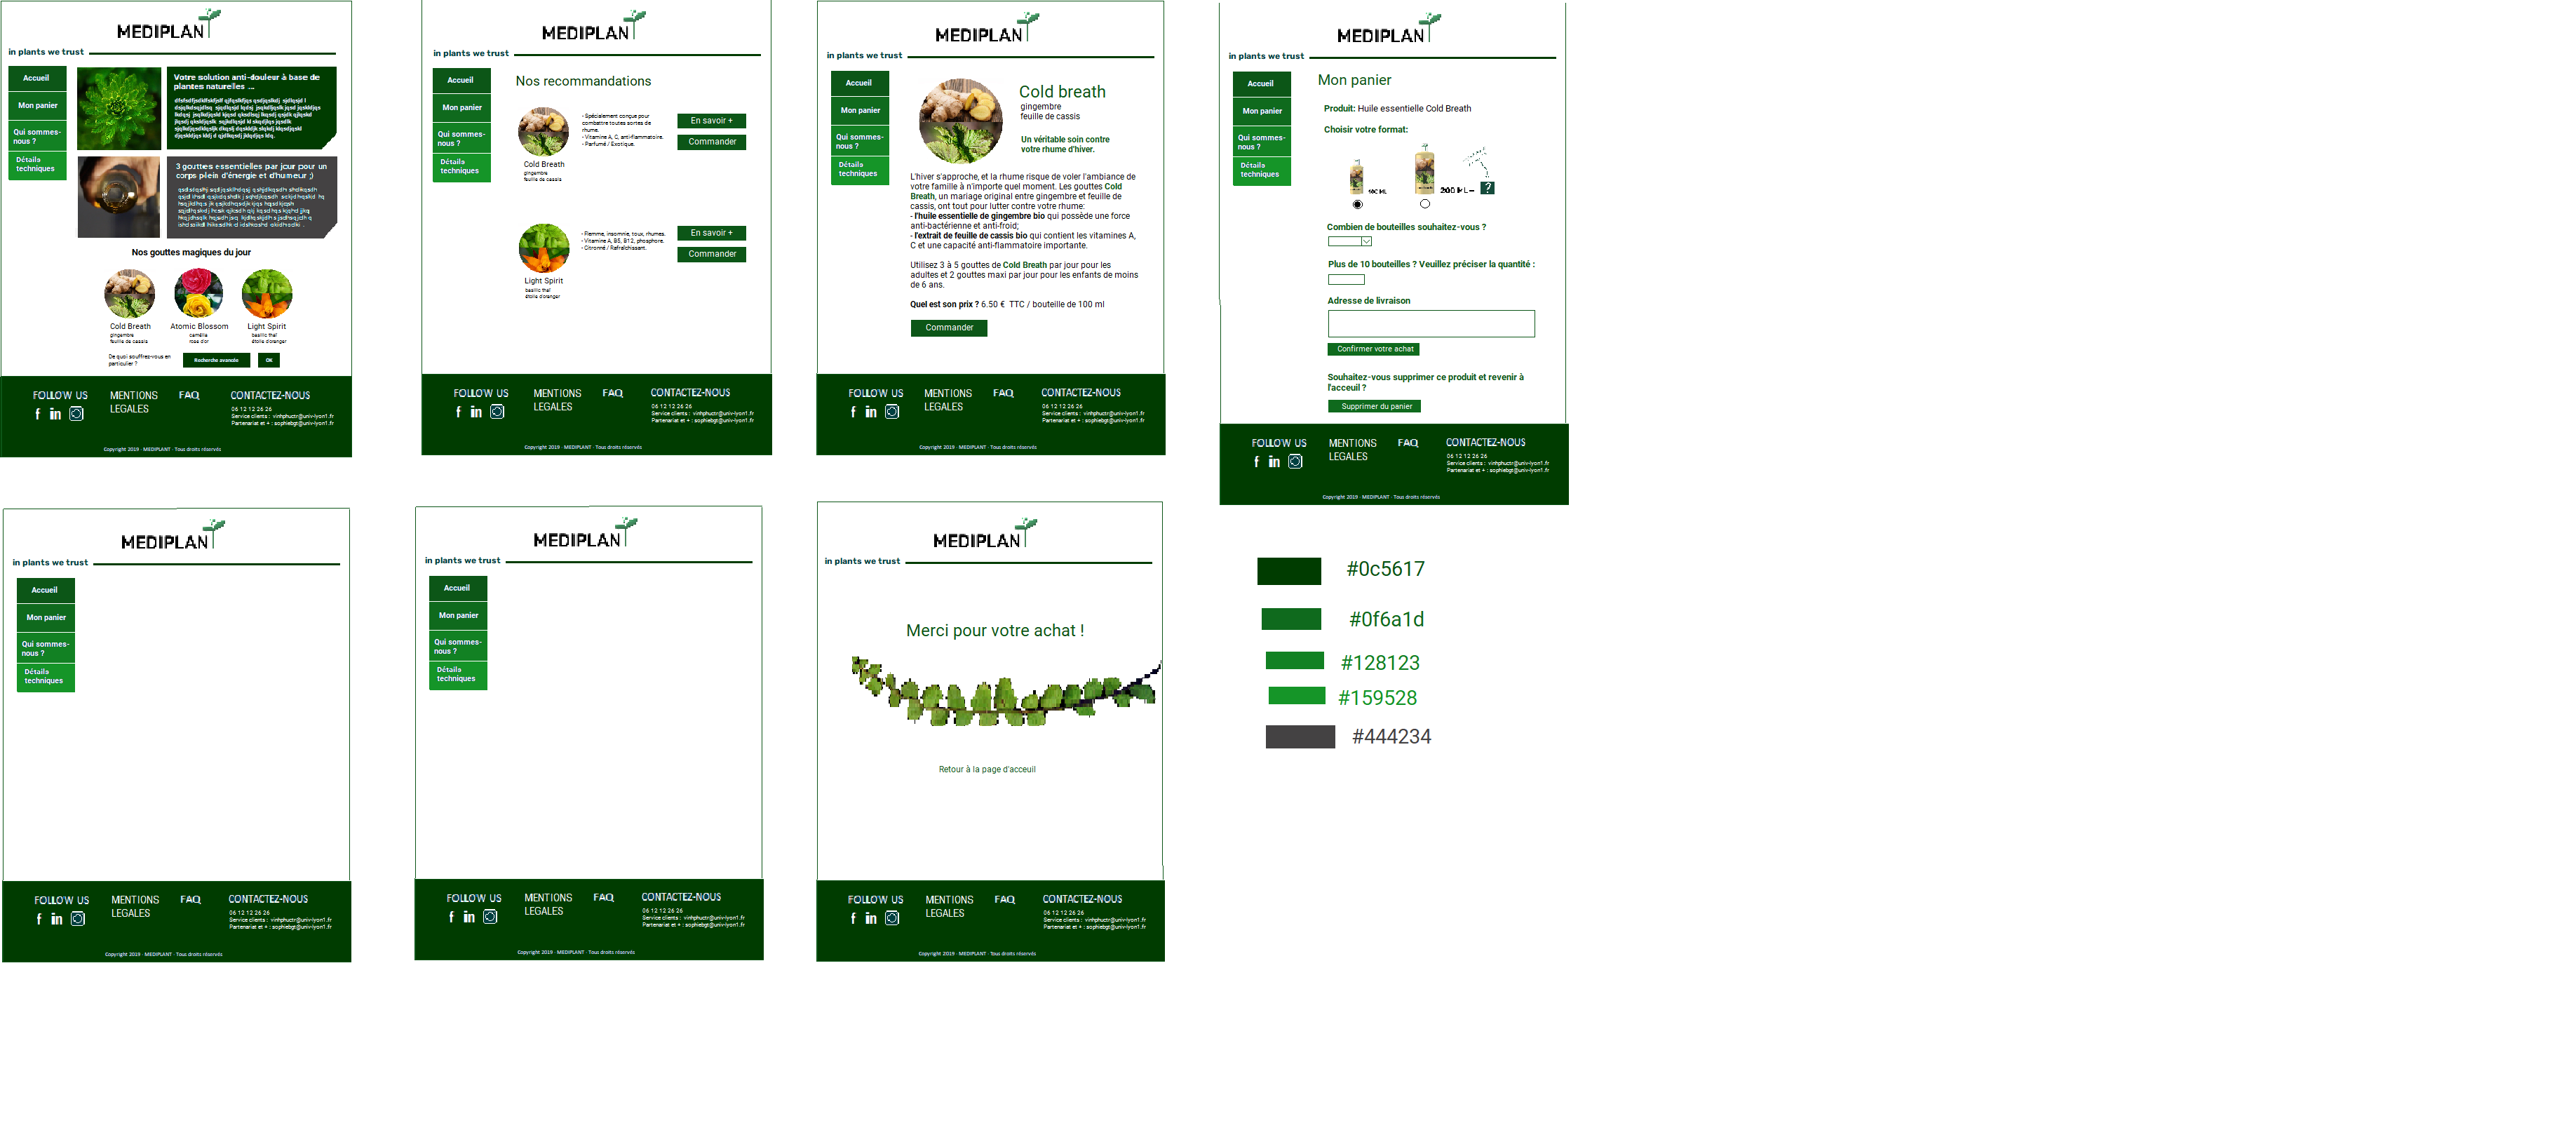 MEDIPLANT
in plants we trust
Accueil
Mon panier
Qui sommes-
nous ?
Détails
techniques
Votre solution anti-douleur à base de
plantes naturelles ...
3 gouttes essentielles par jour pour un
corps plein d'énergie et d'humeur ;)
Nos gouttes magiques du jour
Cold Breath
gingembre
feuille de cassis
Atomic Blossom
camélia
rose d'or
Light Spirit
basilic thaï
étoile d'oranger
De quoi souffrez-vous en
particulier ?
Recherche avancée
OK
FOLLOW US
MENTIONS
LEGALES
FAQ
CONTACTEZ-NOUS
06 12 12 26 26
Service clients : vinhphuctr@univ-lyon1.fr
Partenariat et + : sophiebgt@univ-lyon1.fr
Copyright 2019 · MEDIPLANT · Tous droits réservés
MEDIPLANT
in plants we trust
Accueil
Mon panier
Qui sommes-
nous ?
Détails
techniques
Nos recommandations
- Spécialement conçue pour
combattre toutes sortes de
rhume.
- Vitamine A, C, anti-flammatoire.
- Parfumé / Exotique.
En savoir +
Commander
Cold Breath
gingembre
feuille de cassis
- Flemme, insomnie, toux, rhumes.
- Vitamine A, B5, B12, phosphore.
- Citronné / Rafraîchissant.
En savoir +
Commander
Light Spirit
basilic thaï
étoile d'oranger
FOLLOW US
MENTIONS
LEGALES
FAQ
CONTACTEZ-NOUS
06 12 12 26 26
Service clients : vinhphuctr@univ-lyon1.fr
Partenariat et + : sophiebgt@univ-lyon1.fr
Copyright 2019 · MEDIPLANT · Tous droits réservés
MEDIPLANT
in plants we trust
Accueil
Mon panier
Qui sommes-
nous ?
Détails
techniques
Cold breath
gingembre
feuille de cassis
Un véritable soin contre
votre rhume d'hiver.
L'hiver s'approche, et la rhume risque de voler l'ambiance de
votre famille à n'importe quel moment. Les gouttes Cold
Breath, un mariage original entre gingembre et feuille de
cassis, ont tout pour lutter contre votre rhume:
- l'huile essentielle de gingembre bio qui possède une force
anti-bactérienne et anti-froid;
- l'extrait de feuille de cassis bio qui contient les vitamines A,
C et une capacité anti-flammatoire importante.
Utilisez 3 à 5 gouttes de Cold Breath par jour pour les
adultes et 2 gouttes maxi par jour pour les enfants de moins
de 6 ans.
Quel est son prix ? 6.50 € TTC / bouteille de 100 ml
Commander
FOLLOW US
MENTIONS
LEGALES
FAQ
CONTACTEZ-NOUS
06 12 12 26 26
Service clients : vinhphuctr@univ-lyon1.fr
Partenariat et + : sophiebgt@univ-lyon1.fr
Copyright 2019 · MEDIPLANT · Tous droits réservés
MEDIPLANT
in plants we trust
Accueil
Mon panier
Qui sommes-
nous ?
Détails
techniques
Mon panier
Produit: Huile essentielle Cold Breath
Choisir votre format:
100 ML
200 ML
?
Combien de bouteilles souhaitez-vous ?
Plus de 10 bouteilles ? Veuillez préciser la quantité :
Adresse de livraison
Confirmer votre achat
Souhaitez-vous supprimer ce produit et revenir à
l'acceuil ?
Supprimer du panier
FOLLOW US
MENTIONS
LEGALES
FAQ
CONTACTEZ-NOUS
06 12 12 26 26
Service clients : vinhphuctr@univ-lyon1.fr
Partenariat et + : sophiebgt@univ-lyon1.fr
Copyright 2019 · MEDIPLANT · Tous droits réservés
MEDIPLANT
in plants we trust
Accueil
Mon panier
Qui sommes-
nous ?
Détails
techniques
FOLLOW US
MENTIONS
LEGALES
FAQ
CONTACTEZ-NOUS
06 12 12 26 26
Service clients : vinhphuctr@univ-lyon1.fr
Partenariat et + : sophiebgt@univ-lyon1.fr
Copyright 2019 · MEDIPLANT · Tous droits réservés
MEDIPLANT
in plants we trust
Accueil
Mon panier
Qui sommes-
nous ?
Détails
techniques
FOLLOW US
MENTIONS
LEGALES
FAQ
CONTACTEZ-NOUS
06 12 12 26 26
Service clients : vinhphuctr@univ-lyon1.fr
Partenariat et + : sophiebgt@univ-lyon1.fr
Copyright 2019 · MEDIPLANT · Tous droits réservés
MEDIPLANT
in plants we trust
Merci pour votre achat !
Retour à la page d'acceuil
FOLLOW US
MENTIONS
LEGALES
FAQ
CONTACTEZ-NOUS
06 12 12 26 26
Service clients : vinhphuctr@univ-lyon1.fr
Partenariat et + : sophiebgt@univ-lyon1.fr
Copyright 2019 · MEDIPLANT · Tous droits réservés
#0c5617
#0f6a1d
#128123
#159528
#444234